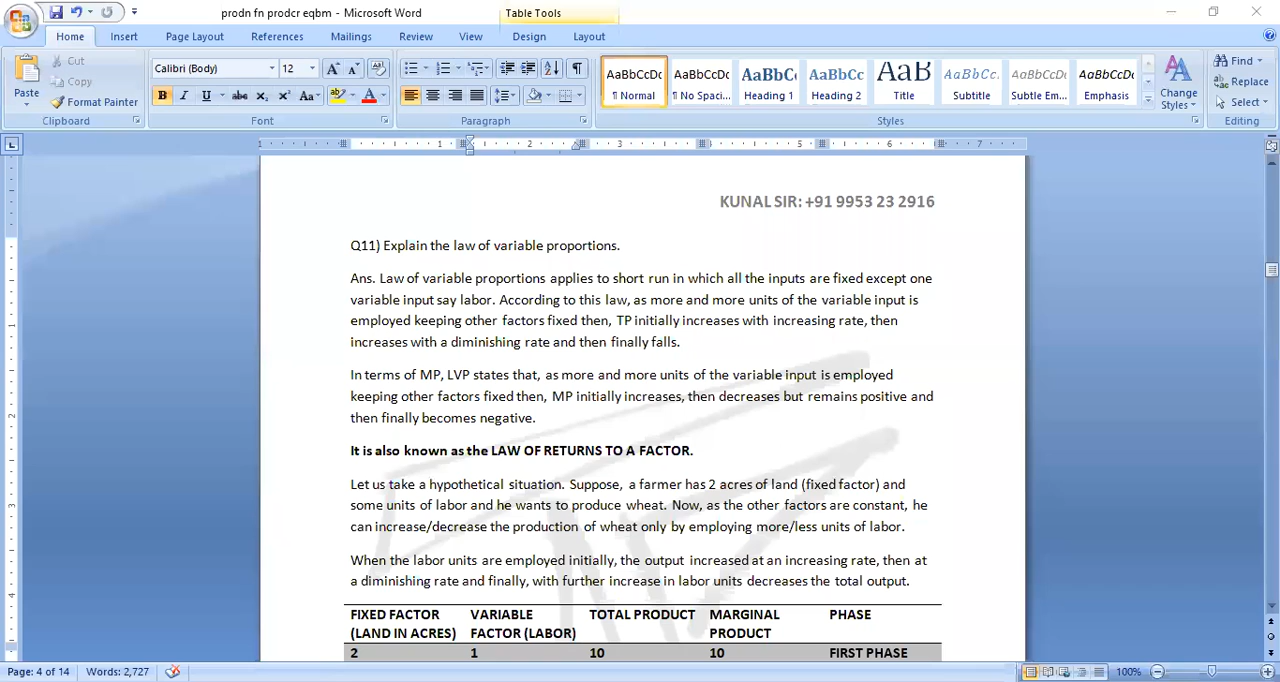 prodn fn prodcr eqbm - Microsoft Word
Table Tools
Home Insert Page Layout References Mailings Review View Design Layout
Cut
Copy
Format Painter
Paste
Clipboard
Calibri (Body) 12
Font
Paragraph
AaBbCcDc AaBbCcDc AaBbC AaBbCc AaB AaBbCc. AaBbCcDc AaBbCcDc
¶ Normal ¶ No Spaci... Heading 1 Heading 2 Title Subtitle Subtle Em... Emphasis
Change Styles
Styles
Find
Replace
Select
Editing
KUNAL SIR: +91 9953 23 2916
Q11) Explain the law of variable proportions.
Ans. Law of variable proportions applies to short run in which all the inputs are fixed except one
variable input say labor. According to this law, as more and more units of the variable input is
employed keeping other factors fixed then, TP initially increases with increasing rate, then
increases with a diminishing rate and then finally falls.
In terms of MP, LVP states that, as more and more units of the variable input is employed
keeping other factors fixed then, MP initially increases, then decreases but remains positive and
then finally becomes negative.
It is also known as the LAW OF RETURNS TO A FACTOR.
Let us take a hypothetical situation. Suppose, a farmer has 2 acres of land (fixed factor) and
some units of labor and he wants to produce wheat. Now, as the other factors are constant, he
can increase/decrease the production of wheat only by employing more/less units of labor.
When the labor units are employed initially, the output increased at an increasing rate, then at
a diminishing rate and finally, with further increase in labor units decreases the total output.
FIXED FACTOR VARIABLE TOTAL PRODUCT MARGINAL PHASE
(LAND IN ACRES) FACTOR (LABOR) PRODUCT
2 1 10 10 FIRST PHASE
Page: 4 of 14 Words: 2,727 100%